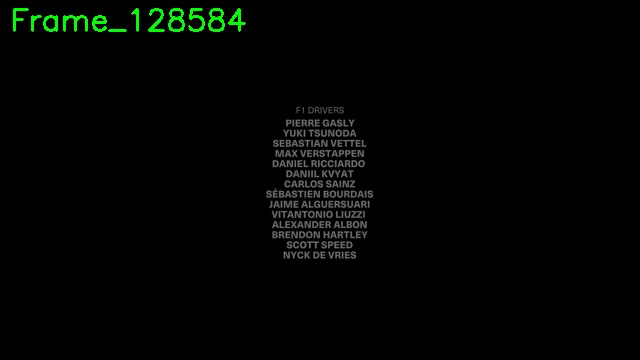 Frame_128584
F1 DRIVERS
PIERRE GASLY
YUKI TSUNODA
SEBASTIAN VETTEL
MAX VERSTAPPEN
DANIEL RICCIARDO
DANIIL KVYAT
CARLOS SAINZ
SÉBASTIEN BOURDAIS
JAIME ALGUERSUARI
VITANTONIO LIUZZI
ALEXANDER ALBON
BRENDON HARTLEY
SCOTT SPEED
NYCK DE VRIES